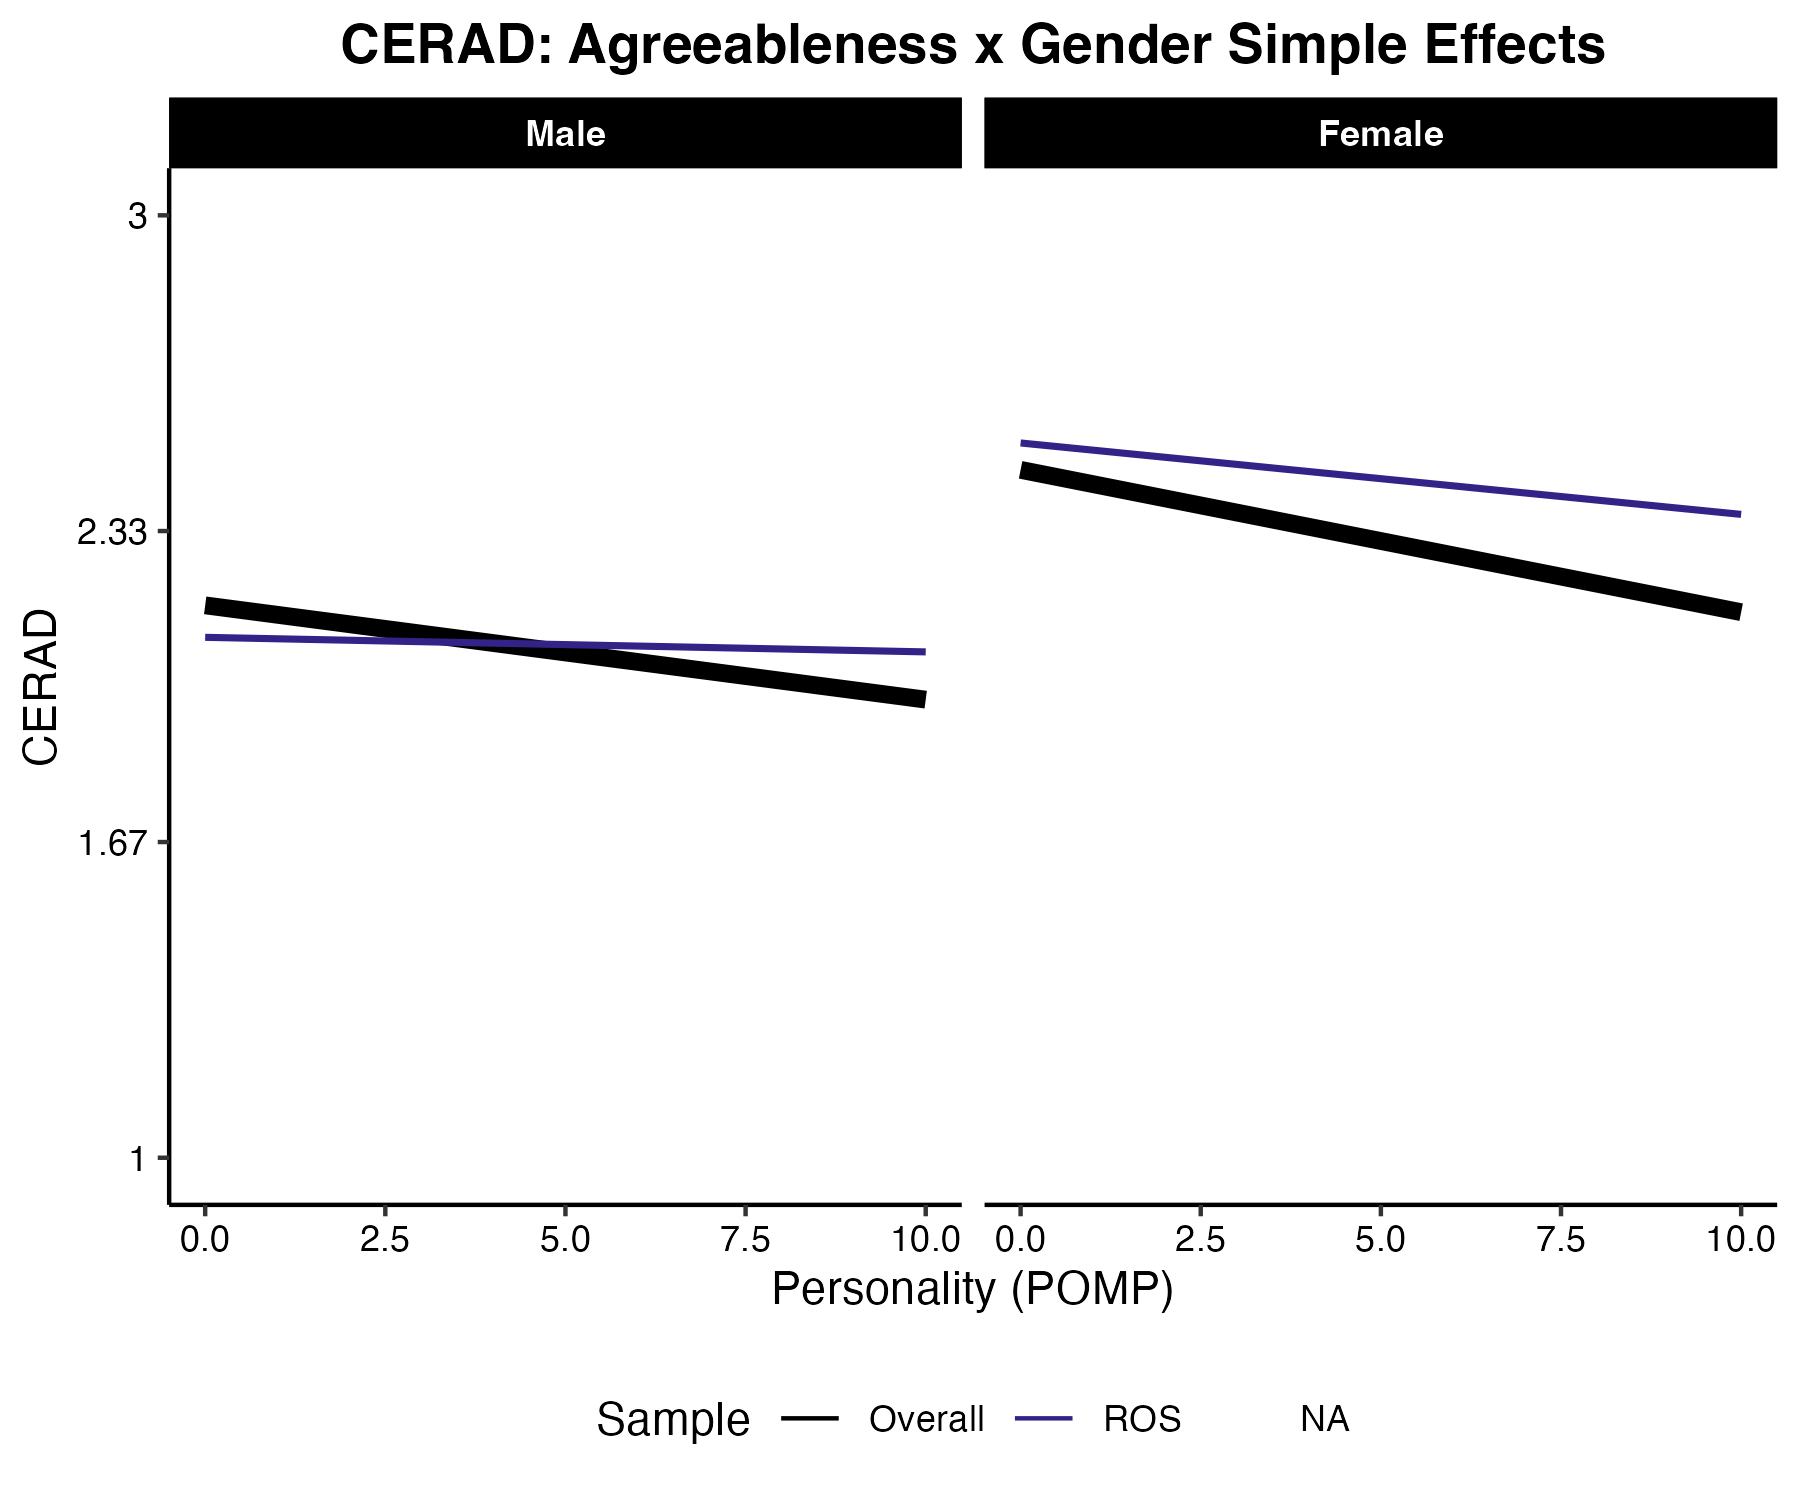 CERAD: Agreeableness x Gender Simple Effects
Male
Female
3
2.33
1.67
1
CERAD
0.0 2.5 5.0 7.5 10.0
0.0 2.5 5.0 7.5 10.0
Personality (POMP)
Sample Overall ROS NA